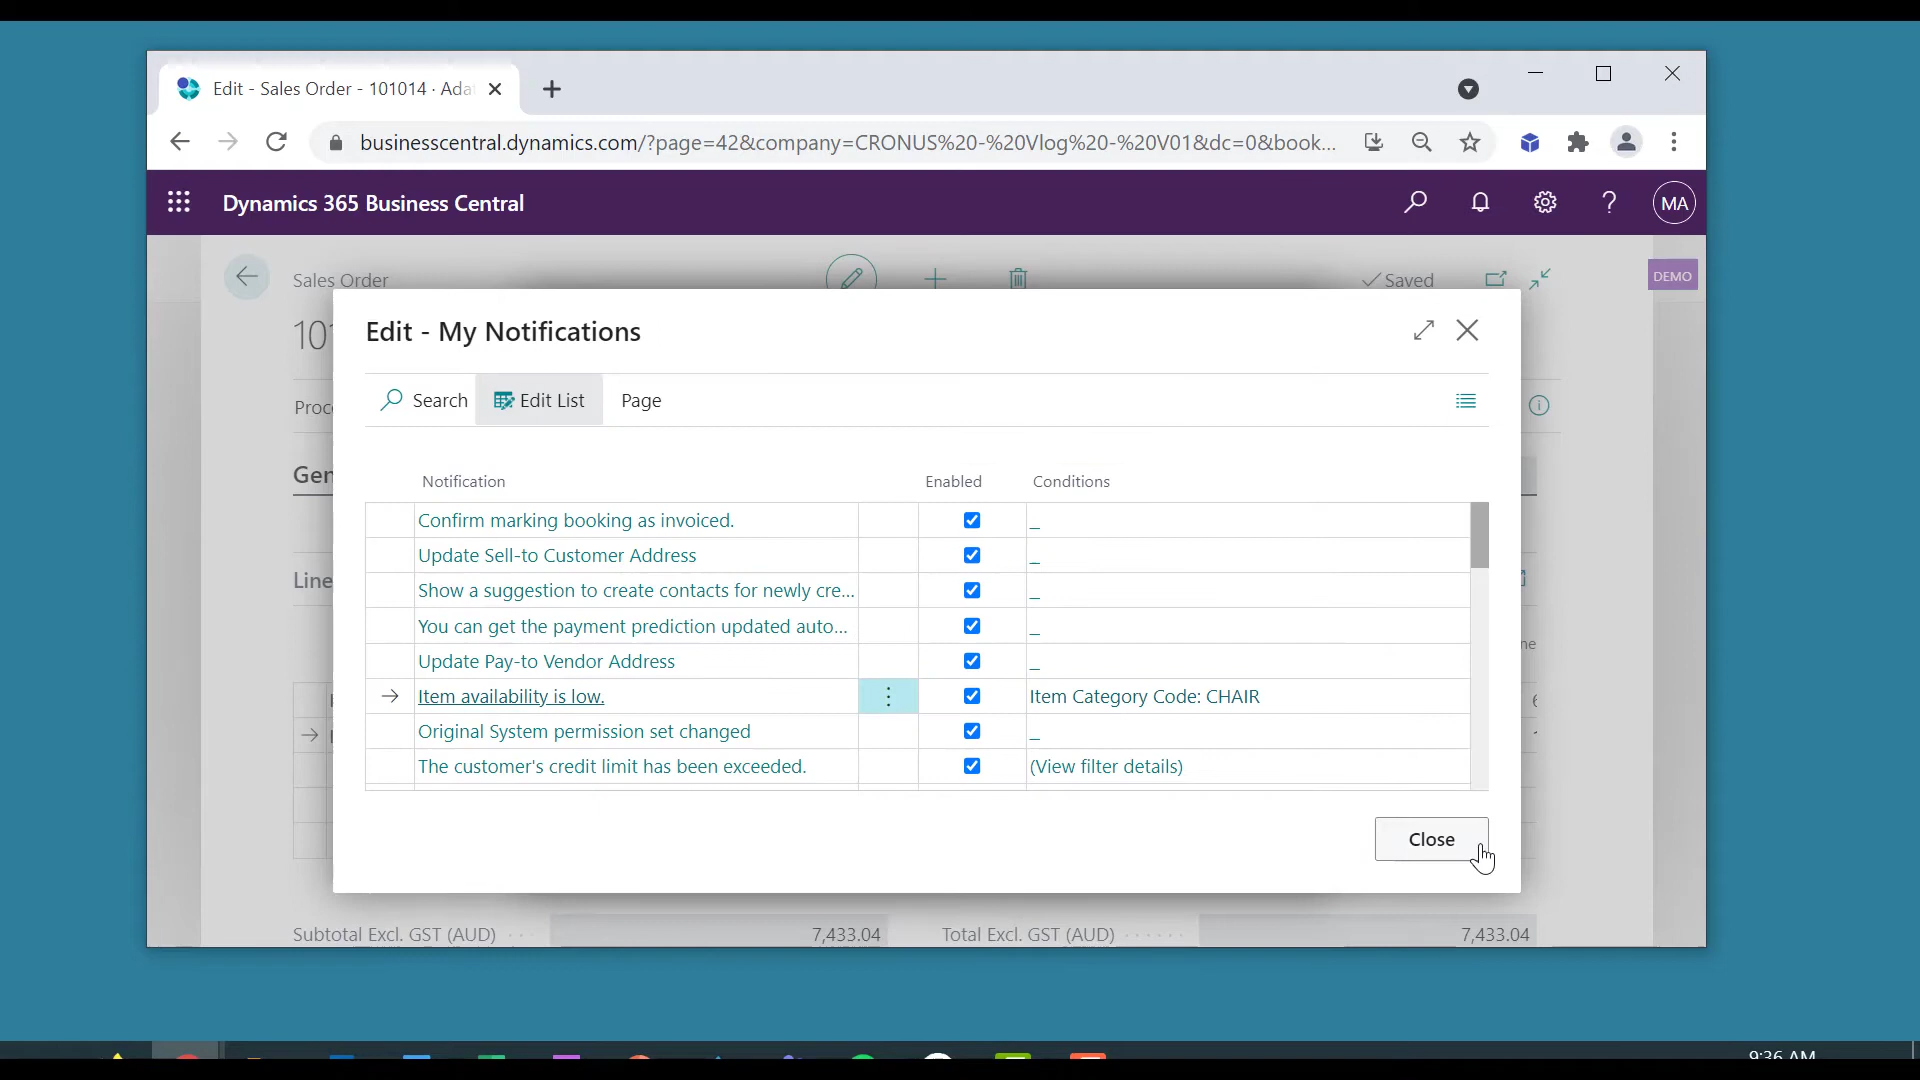 Edit - Sales Order - 101014 · Ada
businesscentral.dynamics.com/?page=42&company=CRONUS%20-%20Vlog%20-%20V01&dc=0&book...
Dynamics 365 Business Central
MA
Sales Order
Saved
DEMO
101
Edit - My Notifications
Search
Edit List
Page
Proc
Gen
Notification
Enabled
Conditions
Confirm marking booking as invoiced.
_
Update Sell-to Customer Address
_
Line
Show a suggestion to create contacts for newly cre...
_
You can get the payment prediction updated auto...
_
ne
Update Pay-to Vendor Address
_
Item availability is low.
Item Category Code: CHAIR
Original System permission set changed
_
The customer's credit limit has been exceeded.
(View filter details)
Close
Subtotal Excl. GST (AUD)
7,433.04
Total Excl. GST (AUD)
7,433.04
9:36 AM